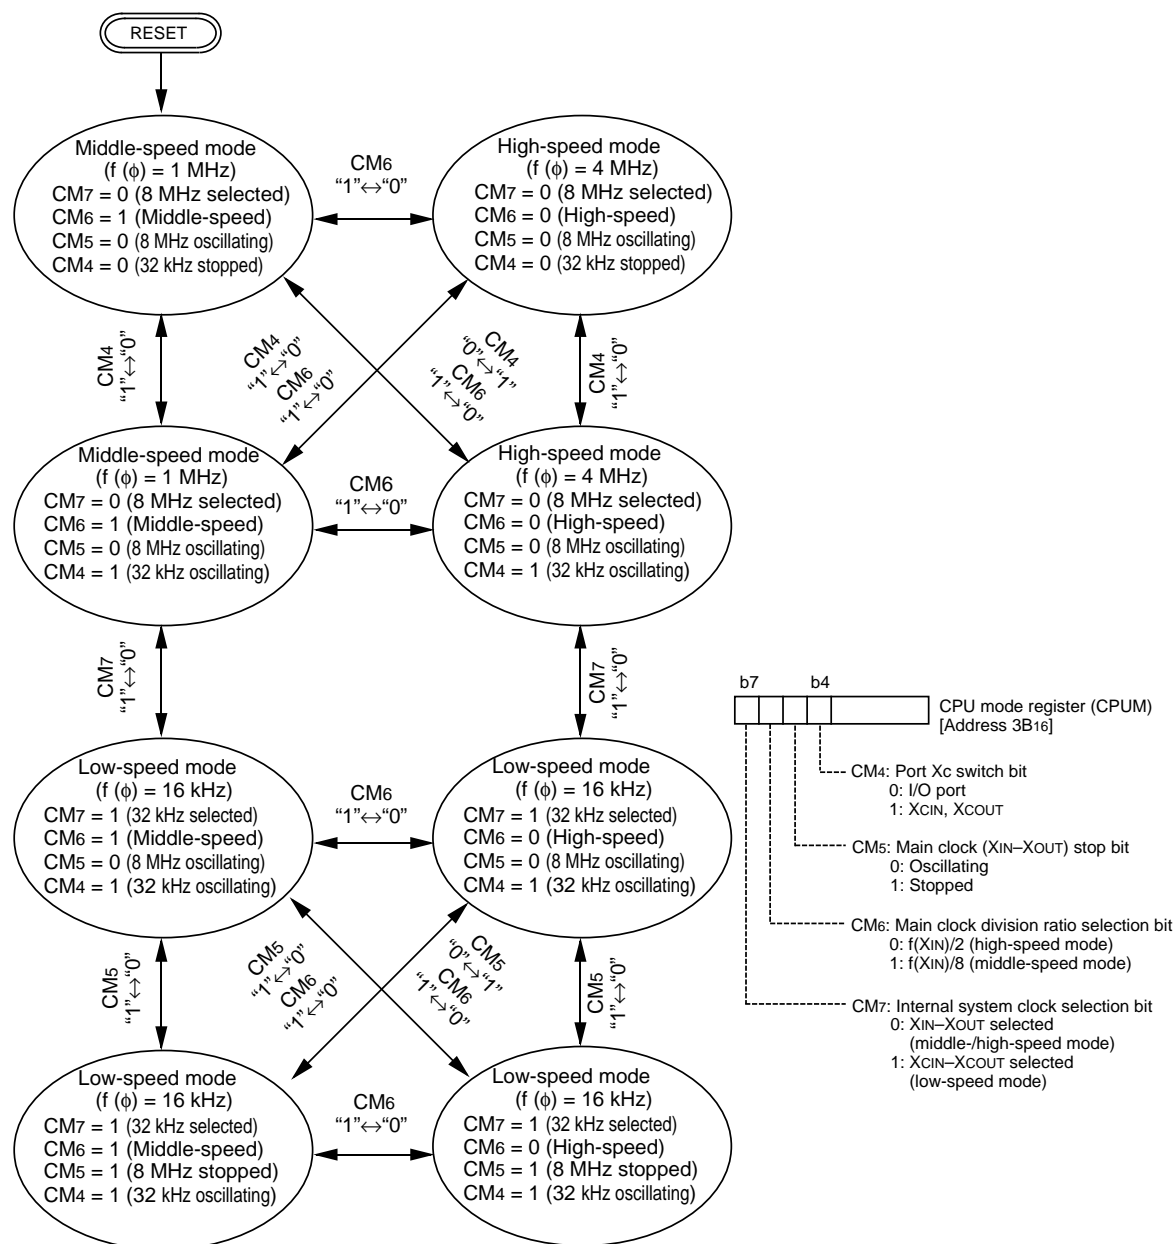 RESET
Middle-speed mode
(f (ϕ) = 1 MHz)
CM7 = 0 (8 MHz selected)
CM6 = 1 (Middle-speed)
CM5 = 0 (8 MHz oscillating)
CM4 = 0 (32 kHz stopped)
CM6
“1”↔“0”
High-speed mode
(f (ϕ) = 4 MHz)
CM7 = 0 (8 MHz selected)
CM6 = 0 (High-speed)
CM5 = 0 (8 MHz oscillating)
CM4 = 0 (32 kHz stopped)
CM4
“1”↔“0”
CM4
“1”↔“0”
CM6
“1”↔“0”
CM4
“0”↔“1”
CM6
“1”↔“0”
CM4
“1”↔“0”
Middle-speed mode
(f (ϕ) = 1 MHz)
CM7 = 0 (8 MHz selected)
CM6 = 1 (Middle-speed)
CM5 = 0 (8 MHz oscillating)
CM4 = 1 (32 kHz oscillating)
CM6
“1”↔“0”
High-speed mode
(f (ϕ) = 4 MHz)
CM7 = 0 (8 MHz selected)
CM6 = 0 (High-speed)
CM5 = 0 (8 MHz oscillating)
CM4 = 1 (32 kHz oscillating)
CM7
“1”↔“0”
CM7
“1”↔“0”
Low-speed mode
(f (ϕ) = 16 kHz)
CM7 = 1 (32 kHz selected)
CM6 = 1 (Middle-speed)
CM5 = 0 (8 MHz oscillating)
CM4 = 1 (32 kHz oscillating)
CM6
“1”↔“0”
Low-speed mode
(f (ϕ) = 16 kHz)
CM7 = 1 (32 kHz selected)
CM6 = 0 (High-speed)
CM5 = 0 (8 MHz oscillating)
CM4 = 1 (32 kHz oscillating)
CM5
“1”↔“0”
CM5
“1”↔“0”
CM6
“1”↔“0”
CM5
“0”↔“1”
CM6
“1”↔“0”
CM5
“1”↔“0”
Low-speed mode
(f (ϕ) = 16 kHz)
CM7 = 1 (32 kHz selected)
CM6 = 1 (Middle-speed)
CM5 = 1 (8 MHz stopped)
CM4 = 1 (32 kHz oscillating)
CM6
“1”↔“0”
Low-speed mode
(f (ϕ) = 16 kHz)
CM7 = 1 (32 kHz selected)
CM6 = 0 (High-speed)
CM5 = 1 (8 MHz stopped)
CM4 = 1 (32 kHz oscillating)
b7 b4
CPU mode register (CPUM)
[Address 3B16]
CM4: Port Xc switch bit
0: I/O port
1: XCIN, XCOUT
CM5: Main clock (XIN–XOUT) stop bit
0: Oscillating
1: Stopped
CM6: Main clock division ratio selection bit
0: f(XIN)/2 (high-speed mode)
1: f(XIN)/8 (middle-speed mode)
CM7: Internal system clock selection bit
0: XIN–XOUT selected
(middle-/high-speed mode)
1: XCIN–XCOUT selected
(low-speed mode)